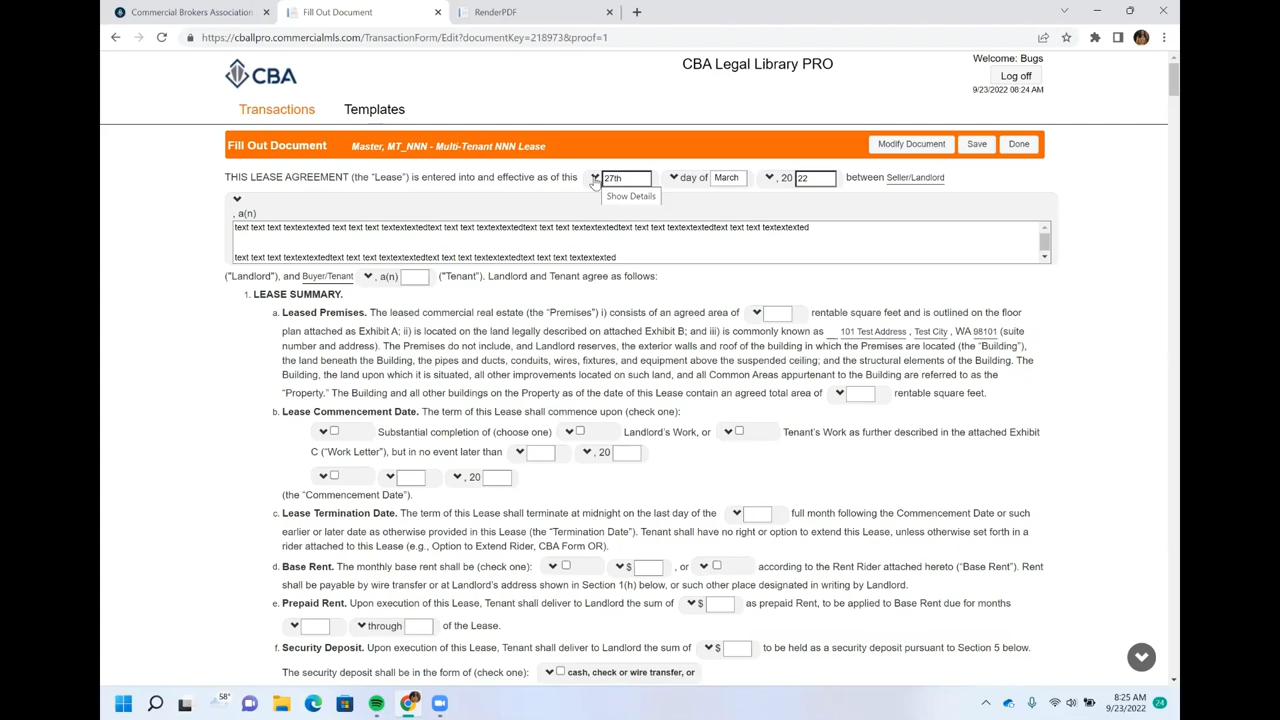 Commercial Brokers Association
Fill Out Document
RenderPDF
https://cballpro.commercialmls.com/TransactionForm/Edit?documentKey=218973&proof=1
CBA
CBA Legal Library PRO
Welcome: Bugs
Log off
9/23/2022 08:24 AM
Transactions Templates
Fill Out Document Master, MT_NNN - Multi-Tenant NNN Lease Modify Document Save Done
THIS LEASE AGREEMENT (the “Lease”) is entered into and effective as of this 27th day of March , 20 22 between Seller/Landlord
Show Details
, a(n)
text text text textextexted text text text textextextedtext text text textextextedtext text text textextextedtext text text textextexted
text text text textextextedtext text text textextextedtext text text textextextedtext text text textextexted
("Landlord"), and Buyer/Tenant , a(n) ("Tenant"). Landlord and Tenant agree as follows:
1. LEASE SUMMARY.
a. Leased Premises. The leased commercial real estate (the “Premises”) i) consists of an agreed area of rentable square feet and is outlined on the floor
plan attached as Exhibit A; ii) is located on the land legally described on attached Exhibit B; and iii) is commonly known as 101 Test Address , Test City , WA 98101 (suite
number and address). The Premises do not include, and Landlord reserves, the exterior walls and roof of the building in which the Premises are located (the “Building”),
the land beneath the Building, the pipes and ducts, conduits, wires, fixtures, and equipment above the suspended ceiling; and the structural elements of the Building. The
Building, the land upon which it is situated, all other improvements located on such land, and all Common Areas appurtenant to the Building are referred to as the
“Property.” The Building and all other buildings on the Property as of the date of this Lease contain an agreed total area of rentable square feet.
b. Lease Commencement Date. The term of this Lease shall commence upon (check one):
Substantial completion of (choose one) Landlord’s Work, or Tenant’s Work as further described in the attached Exhibit
C (“Work Letter”), but in no event later than , 20
, 20
(the “Commencement Date”).
c. Lease Termination Date. The term of this Lease shall terminate at midnight on the last day of the full month following the Commencement Date or such
earlier or later date as otherwise provided in this Lease (the “Termination Date”). Tenant shall have no right or option to extend this Lease, unless otherwise set forth in a
rider attached to this Lease (e.g., Option to Extend Rider, CBA Form OR).
d. Base Rent. The monthly base rent shall be (check one): $ , or according to the Rent Rider attached hereto (“Base Rent”). Rent
shall be payable by wire transfer or at Landlord’s address shown in Section 1(h) below, or such other place designated in writing by Landlord.
e. Prepaid Rent. Upon execution of this Lease, Tenant shall deliver to Landlord the sum of $ as prepaid Rent, to be applied to Base Rent due for months
through of the Lease.
f. Security Deposit. Upon execution of this Lease, Tenant shall deliver to Landlord the sum of $ to be held as a security deposit pursuant to Section 5 below.
The security deposit shall be in the form of (check one): cash, check or wire transfer, or
58°
8:25 AM
9/23/2022
24